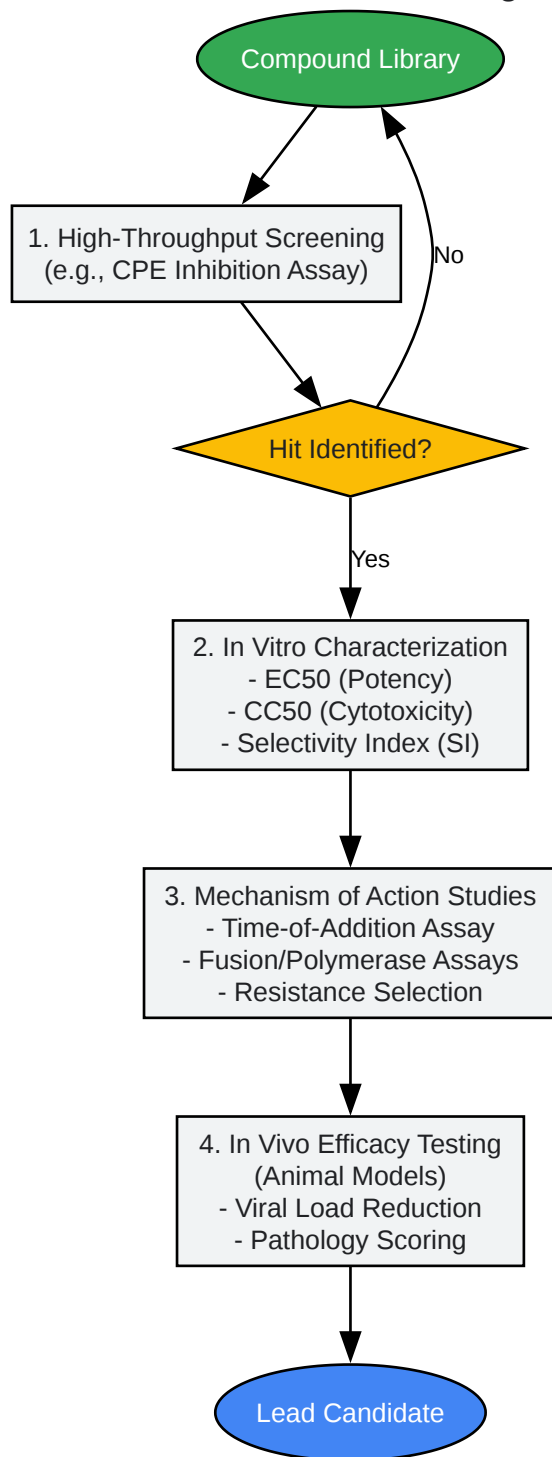 Compound Library
1. High-Throughput Screening
(e.g., CPE Inhibition Assay)
No
Hit Identified?
Yes
2. In Vitro Characterization
- EC50 (Potency)
- CC50 (Cytotoxicity)
- Selectivity Index (SI)
3. Mechanism of Action Studies
- Time-of-Addition Assay
- Fusion/Polymerase Assays
- Resistance Selection
4. In Vivo Efficacy Testing
(Animal Models)
- Viral Load Reduction
- Pathology Scoring
Lead Candidate